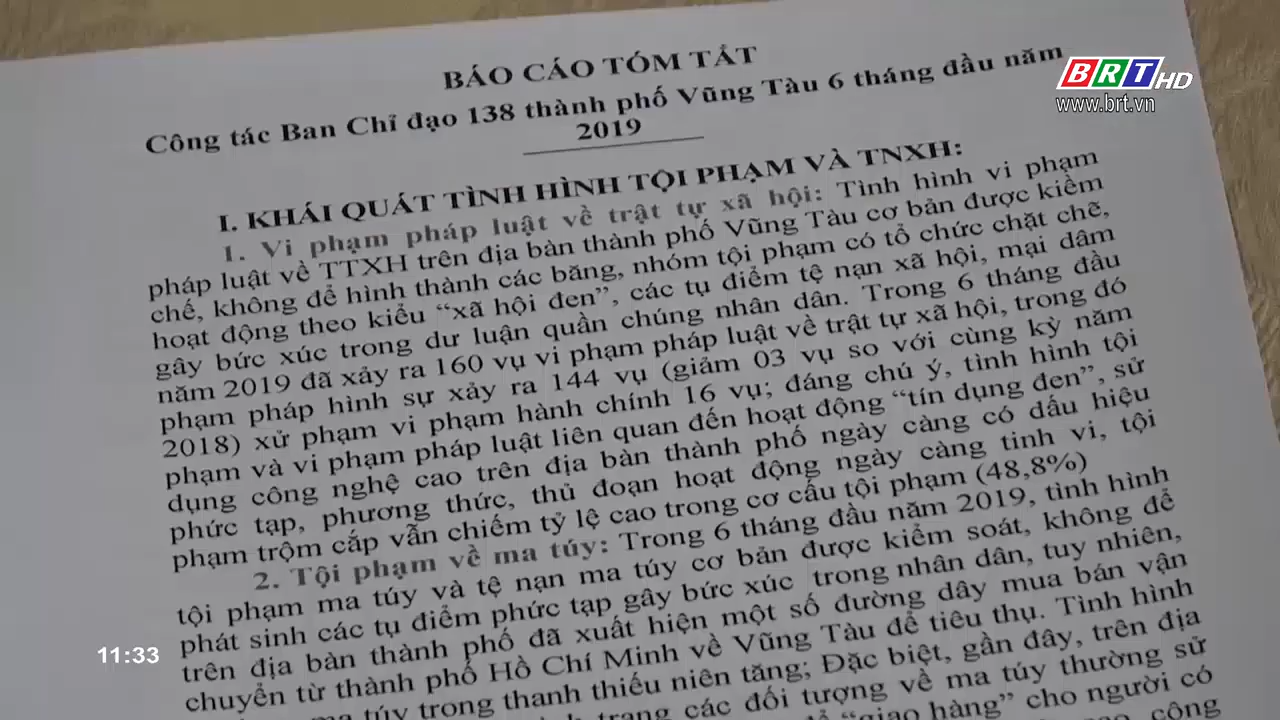 BRT HD
www.brt.vn
BÁO CÁO TÓM TẮT
Công tác Ban Chỉ đạo 138 thành phố Vũng Tàu 6 tháng đầu năm
2019
I. KHÁI QUÁT TÌNH HÌNH TỘI PHẠM VÀ TNXH:
1. Vi phạm pháp luật về trật tự xã hội: Tình hình vi phạm
pháp luật về TTXH trên địa bàn thành phố Vũng Tàu cơ bản được kiềm
chế, không để hình thành các băng, nhóm tội phạm có tổ chức chặt chẽ,
hoạt động theo kiểu “xã hội đen”, các tụ điểm tệ nạn xã hội, mại dâm
gây bức xúc trong dư luận quần chúng nhân dân. Trong 6 tháng đầu
năm 2019 đã xảy ra 160 vụ vi phạm pháp luật về trật tự xã hội, trong đó
phạm pháp hình sự xảy ra 144 vụ (giảm 03 vụ so với cùng kỳ năm
2018) xử phạm vi phạm hành chính 16 vụ; đáng chú ý, tình hình tội
phạm và vi phạm pháp luật liên quan đến hoạt động “tín dụng đen”, sử
dụng công nghệ cao trên địa bàn thành phố ngày càng có dấu hiệu
phức tạp, phương thức, thủ đoạn hoạt động ngày càng tinh vi, tội
phạm trộm cắp vẫn chiếm tỷ lệ cao trong cơ cấu tội phạm (48,8%)
2. Tội phạm về ma túy: Trong 6 tháng đầu năm 2019, tình hình
tội phạm ma túy và tệ nạn ma túy cơ bản được kiểm soát, không để
phát sinh các tụ điểm phức tạp gây bức xúc trong nhân dân, tuy nhiên,
trên địa bàn thành phố đã xuất hiện một số đường dây mua bán vận
chuyển từ thành phố Hồ Chí Minh về Vũng Tàu để tiêu thụ. Tình hình
ma túy trong thanh thiếu niên tăng; Đặc biệt, gần đây, trên địa
trạng các đối tượng về ma túy thường sử
“giao hàng” cho người có
công
11:33